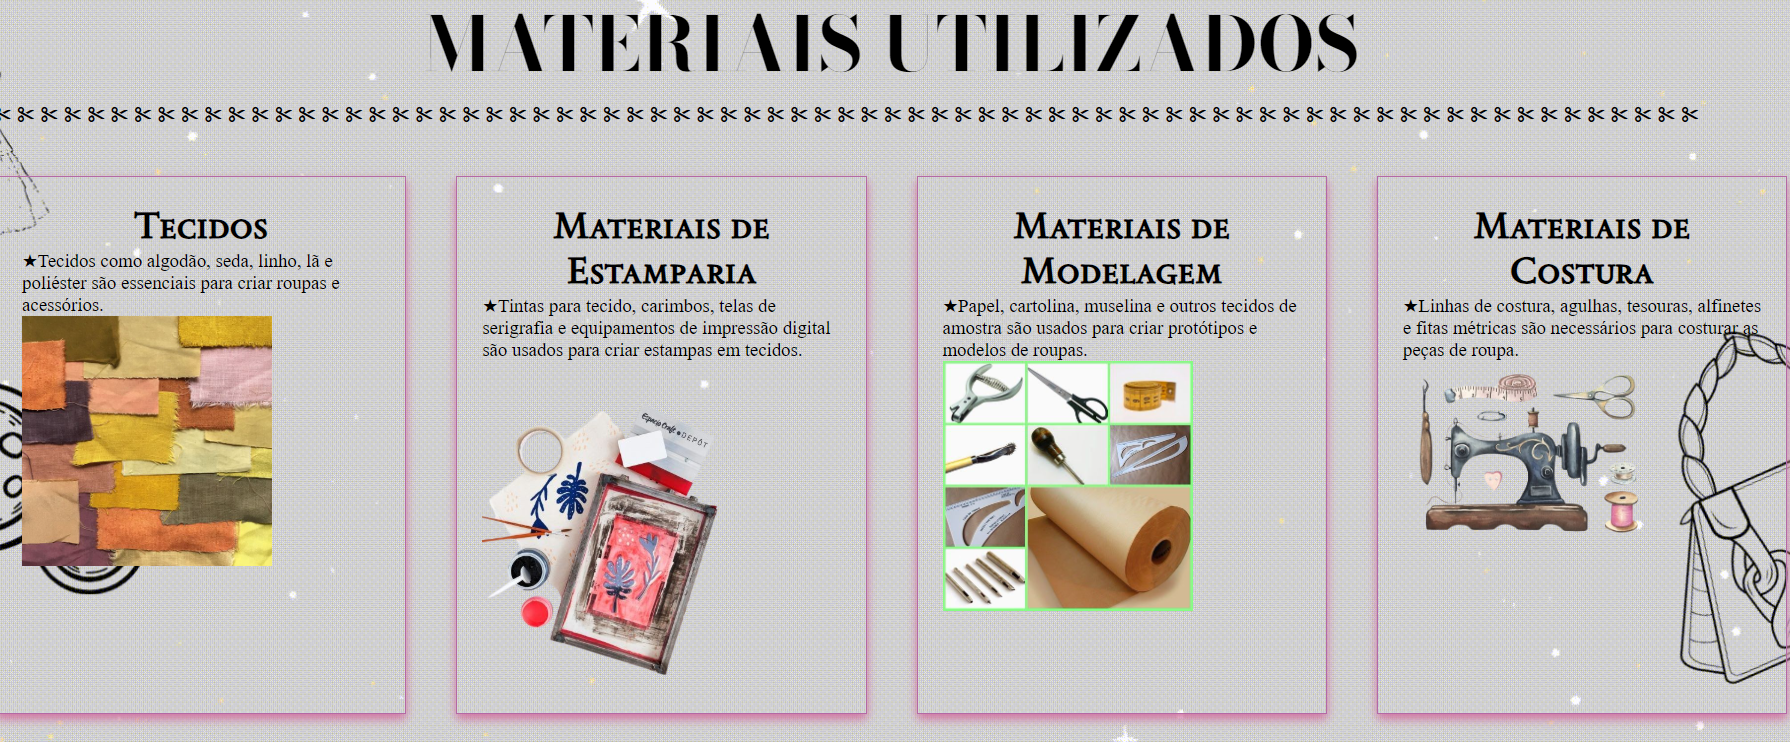 MATERIAIS UTILIZADOS
Tecidos
★Tecidos como algodão, seda, linho, lã e
poliéster são essenciais para criar roupas e
acessórios.
Materiais de
Estamparia
★Tintas para tecido, carimbos, telas de
serigrafia e equipamentos de impressão digital
são usados para criar estampas em tecidos.
Espacio Crafte DEPÓT
Materiais de
Modelagem
★Papel, cartolina, muselina e outros tecidos de
amostra são usados para criar protótipos e
modelos de roupas.
Materiais de
Costura
★Linhas de costura, agulhas, tesouras, alfinetes
e fitas métricas são necessários para costurar as
peças de roupa.